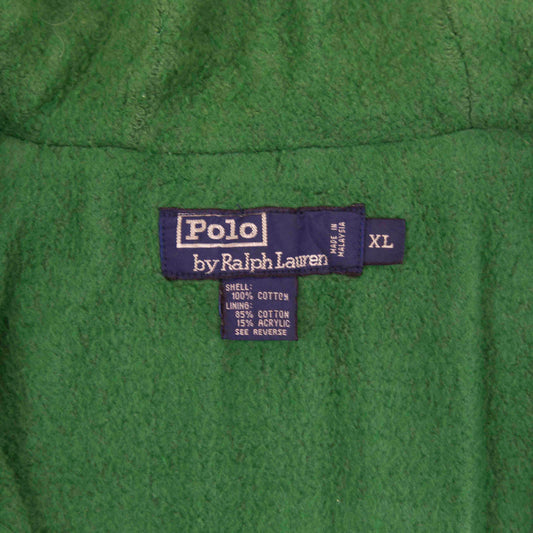 Polo
by Ralph Lauren
MADE IN
MALAYSIA
XL
SHELL:
100% COTTON
LINING:
85% COTTON
15% ACRYLIC
SEE REVERSE